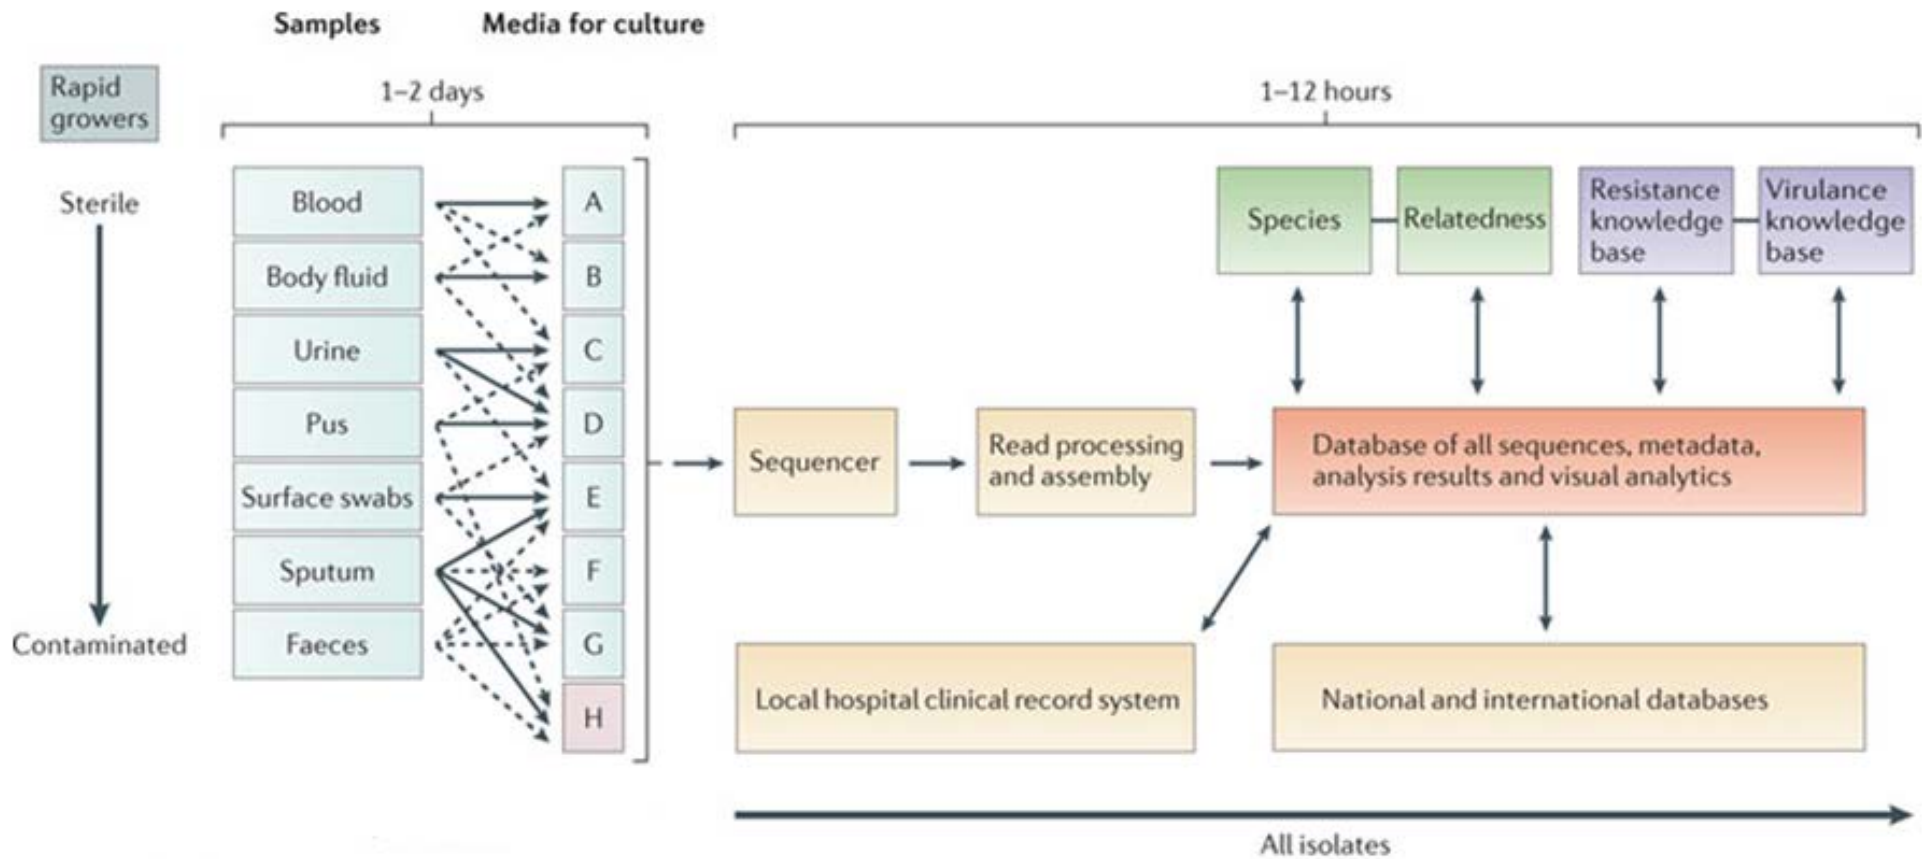 Samples
Media for culture
Rapid
growers
1–2 days
1–12 hours
Sterile
Contaminated
Blood
Body fluid
Urine
Pus
Surface swabs
Sputum
Faeces
A
B
C
D
E
F
G
H
Species
Relatedness
Resistance
knowledge
base
Virulance
knowledge
base
Sequencer
Read processing
and assembly
Database of all sequences, metadata,
analysis results and visual analytics
Local hospital clinical record system
National and international databases
All isolates